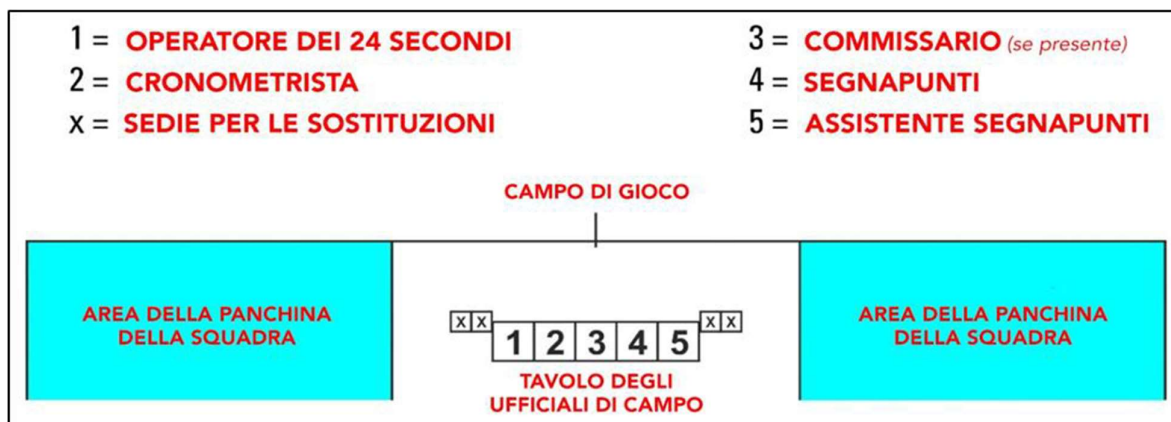 1 = OPERATORE DEI 24 SECONDI
2 = CRONOMETRISTA
x = SEDIE PER LE SOSTITUZIONI
3 = COMMISSARIO (se presente)
4 = SEGNAPUNTI
5 = ASSISTENTE SEGNAPUNTI
CAMPO DI GIOCO
AREA DELLA PANCHINA
DELLA SQUADRA
x x 1 2 3 4 5 x x
TAVOLO DEGLI
UFFICIALI DI CAMPO
AREA DELLA PANCHINA
DELLA SQUADRA